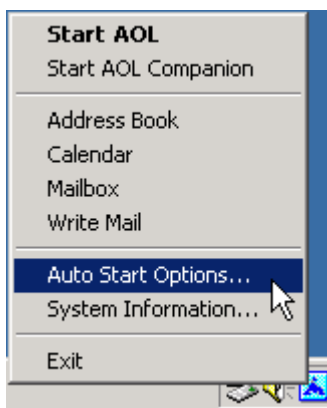 Start AOL
Start AOL Companion
Address Book
Calendar
Mailbox
Write Mail
Auto Start Options...
System Information...
Exit